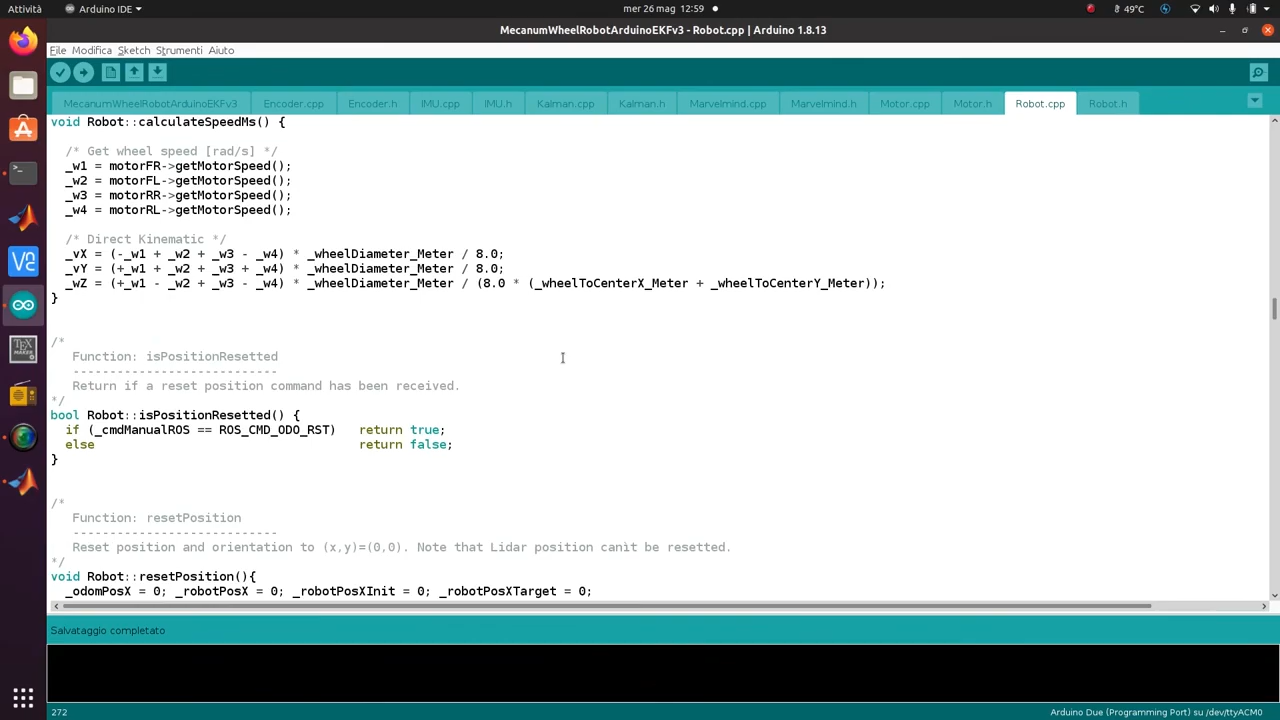 Attività
Arduino IDE
mer 26 mag 12:59
49°C
MecanumWheelRobotArduinoEKFv3 - Robot.cpp | Arduino 1.8.13
File Modifica Sketch Strumenti Aiuto
MecanumWheelRobotArduinoEKFv3 Encoder.cpp Encoder.h IMU.cpp IMU.h Kalman.cpp Kalman.h Marvelmind.cpp Marvelmind.h Motor.cpp Motor.h Robot.cpp Robot.h
void Robot::calculateSpeedMs() {
/* Get wheel speed [rad/s] */
_w1 = motorFR->getMotorSpeed();
_w2 = motorFL->getMotorSpeed();
_w3 = motorRR->getMotorSpeed();
_w4 = motorRL->getMotorSpeed();
/* Direct Kinematic */
_vX = (-_w1 + _w2 + _w3 - _w4) * _wheelDiameter_Meter / 8.0;
_vY = (+_w1 + _w2 + _w3 + _w4) * _wheelDiameter_Meter / 8.0;
_wZ = (+_w1 - _w2 + _w3 - _w4) * _wheelDiameter_Meter / (8.0 * (_wheelToCenterX_Meter + _wheelToCenterY_Meter));
}
/*
Function: isPositionResetted
----------------------------
Return if a reset position command has been received.
*/
bool Robot::isPositionResetted() {
if (_cmdManualROS == ROS_CMD_ODO_RST) return true;
else return false;
}
/*
Function: resetPosition
----------------------------
Reset position and orientation to (x,y)=(0,0). Note that Lidar position canìt be resetted.
*/
void Robot::resetPosition(){
_odomPosX = 0; _robotPosX = 0; _robotPosXInit = 0; _robotPosXTarget = 0;
Salvataggio completato
272
Arduino Due (Programming Port) su /dev/ttyACM0